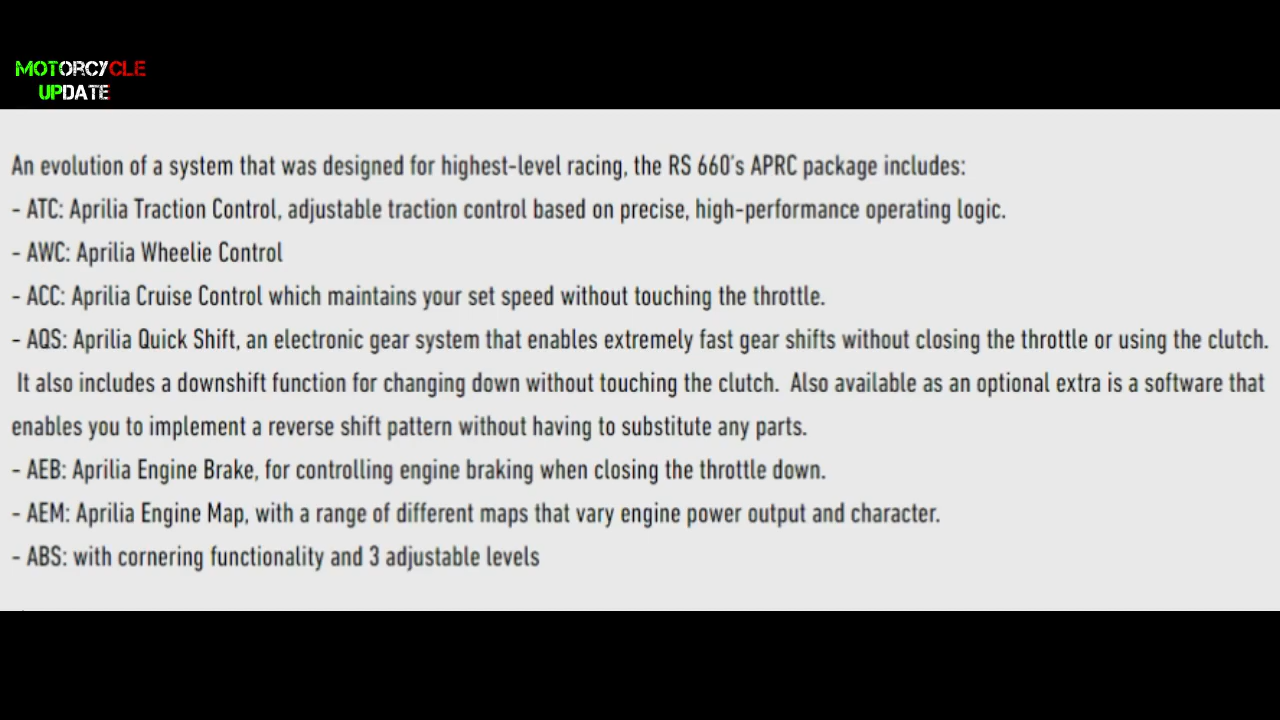 MOTORCYCLE
UPDATE
An evolution of a system that was designed for highest-level racing, the RS 660's APRC package includes:
- ATC: Aprilia Traction Control, adjustable traction control based on precise, high-performance operating logic.
- AWC: Aprilia Wheelie Control
- ACC: Aprilia Cruise Control which maintains your set speed without touching the throttle.
- AQS: Aprilia Quick Shift, an electronic gear system that enables extremely fast gear shifts without closing the throttle or using the clutch.
It also includes a downshift function for changing down without touching the clutch. Also available as an optional extra is a software that
enables you to implement a reverse shift pattern without having to substitute any parts.
- AEB: Aprilia Engine Brake, for controlling engine braking when closing the throttle down.
- AEM: Aprilia Engine Map, with a range of different maps that vary engine power output and character.
- ABS: with cornering functionality and 3 adjustable levels